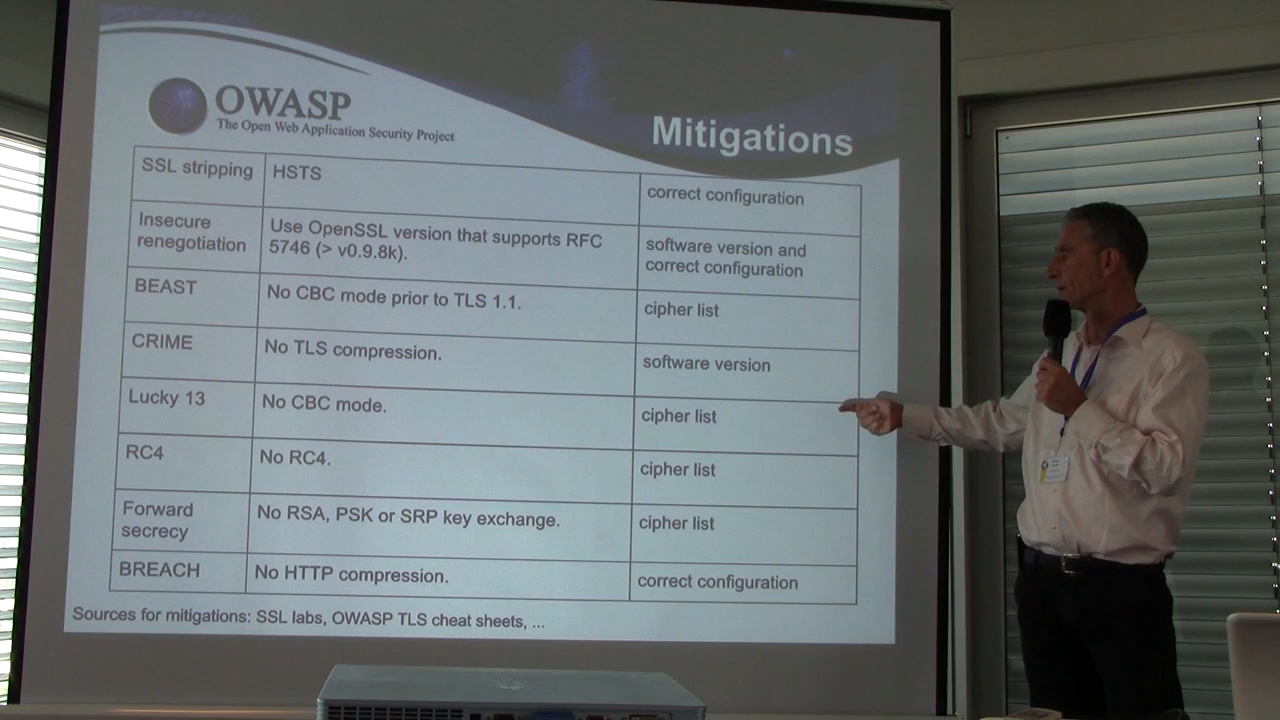 OWASP
The Open Web Application Security Project
Mitigations
SSL stripping
HSTS
correct configuration
Insecure
renegotiation
Use OpenSSL version that supports RFC
5746 (> v0.9.8k).
software version and
correct configuration
BEAST
No CBC mode prior to TLS 1.1.
cipher list
CRIME
No TLS compression.
software version
Lucky 13
No CBC mode.
cipher list
RC4
No RC4.
cipher list
Forward
secrecy
No RSA, PSK or SRP key exchange.
cipher list
BREACH
No HTTP compression.
correct configuration
Sources for mitigations: SSL labs, OWASP TLS cheat sheets, ...